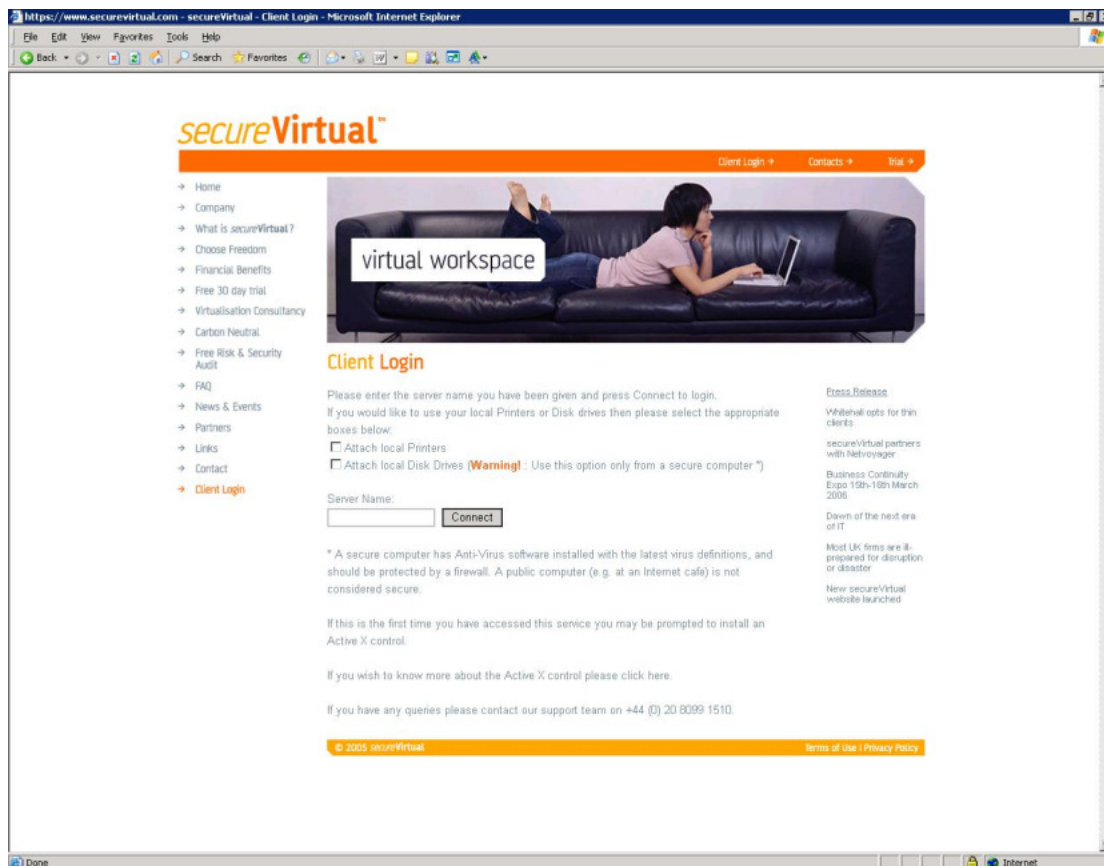 https://www.securevirtual.com - secureVirtual - Client Login - Microsoft Internet Explorer
File Edit View Favorites Tools Help
Back Search Favorites
secureVirtual™
Client Login Contacts Trial
Home
Company
What is secureVirtual?
Choose Freedom
Financial Benefits
Free 30 day trial
Virtualisation Consultancy
Carbon Neutral
Free Risk & Security
Audit
FAQ
News & Events
Partners
Links
Contact
Client Login
virtual workspace
Client Login
Please enter the server name you have been given and press Connect to login.
If you would like to use your local Printers or Disk drives then please select the appropriate
boxes below:
Attach local Printers
Attach local Disk Drives (Warning! : Use this option only from a secure computer *)
Server Name:
Connect
* A secure computer has Anti-Virus software installed with the latest virus definitions, and
should be protected by a firewall. A public computer (e.g. at an Internet cafe) is not
considered secure.
If this is the first time you have accessed this service you may be prompted to install an
Active X control.
If you wish to know more about the Active X control please click here.
If you have any queries please contact our support team on +44 (0) 20 8099 1510.
Press Release
Whitehall opts for thin
clients
secureVirtual partners
with Netvoyager
Business Continuity
Expo 15th-16th March
2006
Dawn of the next era
of IT
Most UK firms are ill-
prepared for disruption
or disaster
New secureVirtual
website launched
© 2005 secureVirtual
Terms of Use | Privacy Policy
Done
Internet